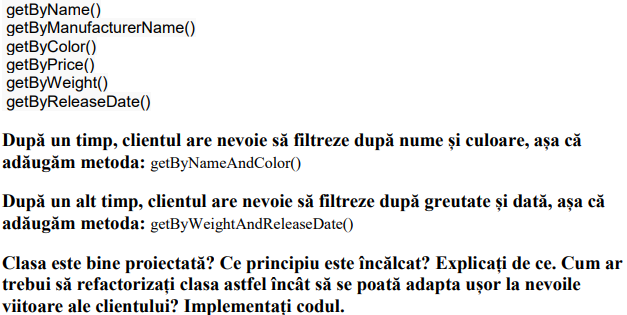 getByName()
getByManufacturerName()
getByColor()
getByPrice()
getByWeight()
getByReleaseDate()
După un timp, clientul are nevoie să filtreze după nume și culoare, așa că
adăugăm metoda: getByNameAndColor()
După un alt timp, clientul are nevoie să filtreze după greutate și dată, așa că
adăugăm metoda: getByWeightAndReleaseDate()
Clasa este bine proiectată? Ce principiu este încălcat? Explicați de ce. Cum ar
trebui să refactorizați clasa astfel încât să se poată adapta ușor la nevoile
viitoare ale clientului? Implementați codul.